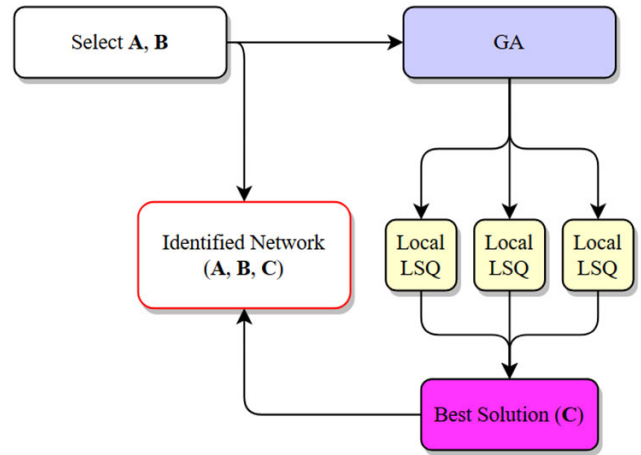 Select A, B
GA
Identified Network
(A, B, C)
Local
LSQ
Local
LSQ
Local
LSQ
Best Solution (C)